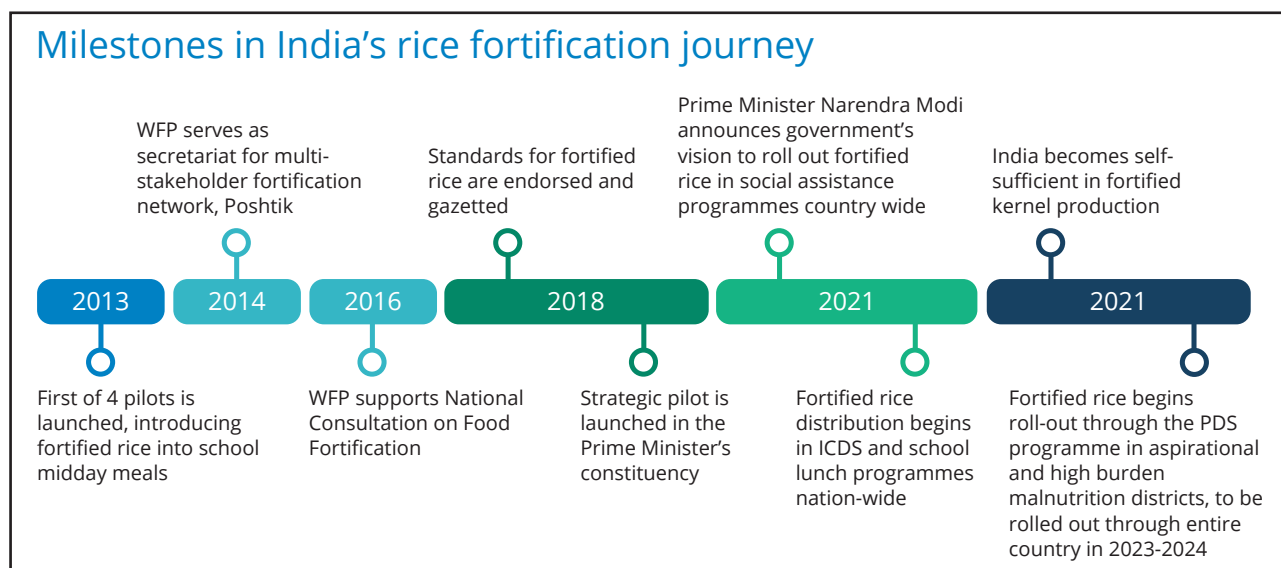 Milestones in India's rice fortification journey
WFP serves as
secretariat for multi-
stakeholder fortification
network, Poshtik
Standards for fortified
rice are endorsed and
gazetted
Prime Minister Narendra Modi
announces government's
vision to roll out fortified
rice in social assistance
programmes country wide
India becomes self-
sufficient in fortified
kernel production
2013
2014
2016
2018
2021
2021
First of 4 pilots is
launched, introducing
fortified rice into school
midday meals
WFP supports National
Consultation on Food
Fortification
Strategic pilot is
launched in the
Prime Minister's
constituency
Fortified rice
distribution begins
in ICDS and school
lunch programmes
nation-wide
Fortified rice begins
roll-out through the PDS
programme in aspirational
and high burden
malnutrition districts, to be
rolled out through entire
country in 2023-2024